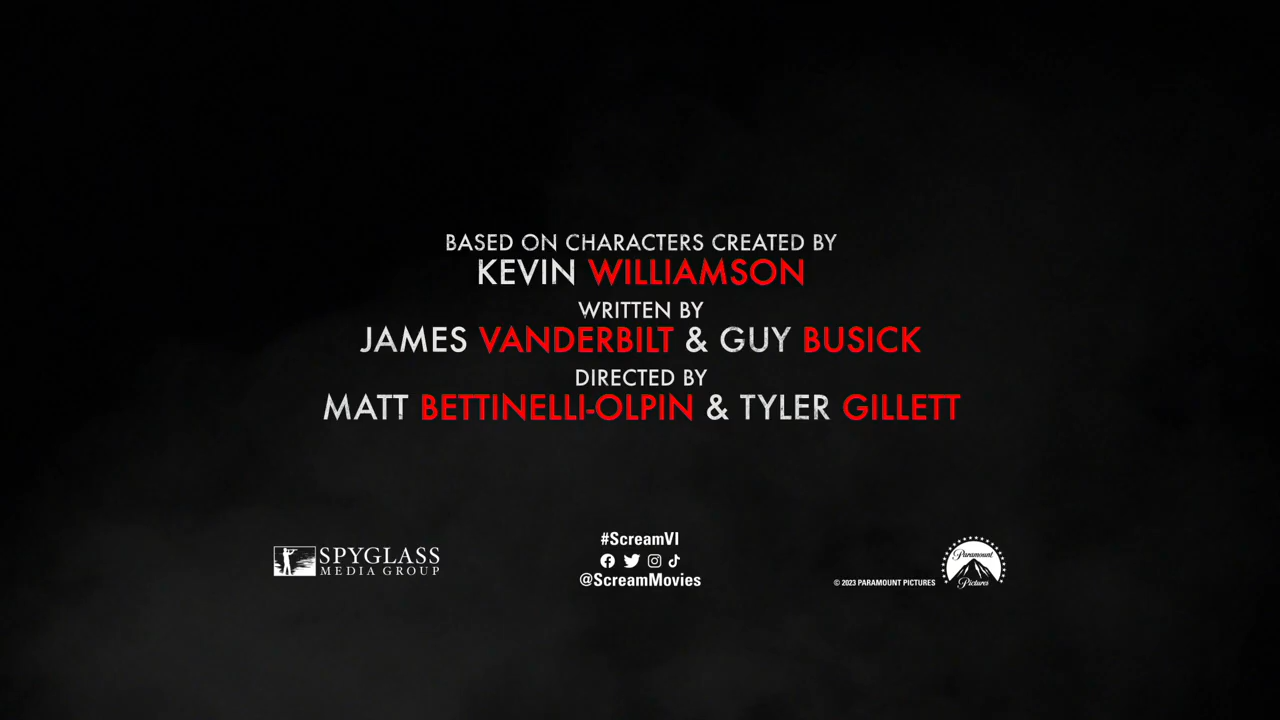 BASED ON CHARACTERS CREATED BY
KEVIN WILLIAMSON
WRITTEN BY
JAMES VANDERBILT & GUY BUSICK
DIRECTED BY
MATT BETTINELLI-OLPIN & TYLER GILLETT
SPYGLASS
MEDIA GROUP
#ScreamVI
@ScreamMovies
© 2023 PARAMOUNT PICTURES
Paramount
Pictures